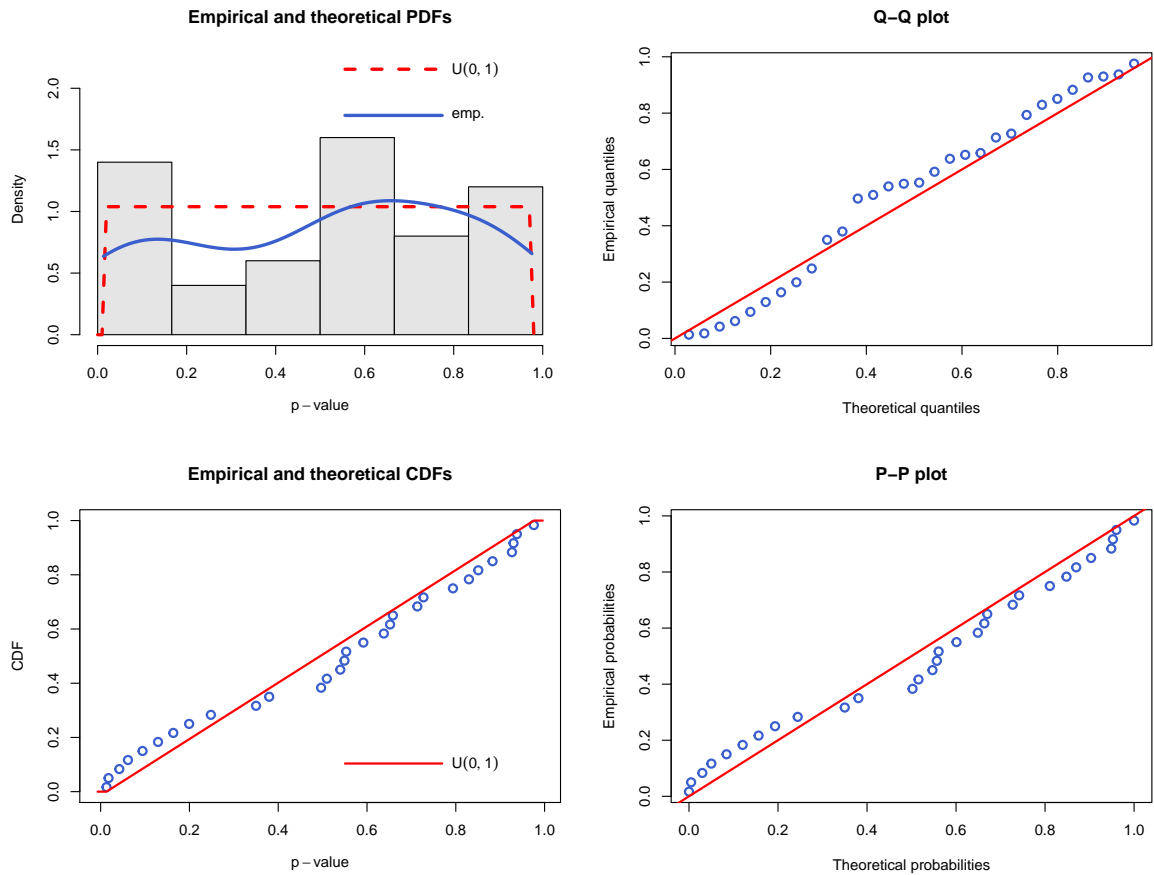 Empirical and theoretical PDFs
U(0, 1)
emp.
Density
2.0
1.5
1.0
0.5
0.0
0.0 0.2 0.4 0.6 0.8 1.0
p−value
Q−Q plot
Empirical quantiles
1.0
0.8
0.6
0.4
0.2
0.0
0.0 0.2 0.4 0.6 0.8
Theoretical quantiles
Empirical and theoretical CDFs
CDF
1.0
0.8
0.6
0.4
0.2
0.0
U(0, 1)
0.0 0.2 0.4 0.6 0.8 1.0
p−value
P−P plot
Empirical probabilities
1.0
0.8
0.6
0.4
0.2
0.0
0.0 0.2 0.4 0.6 0.8 1.0
Theoretical probabilities